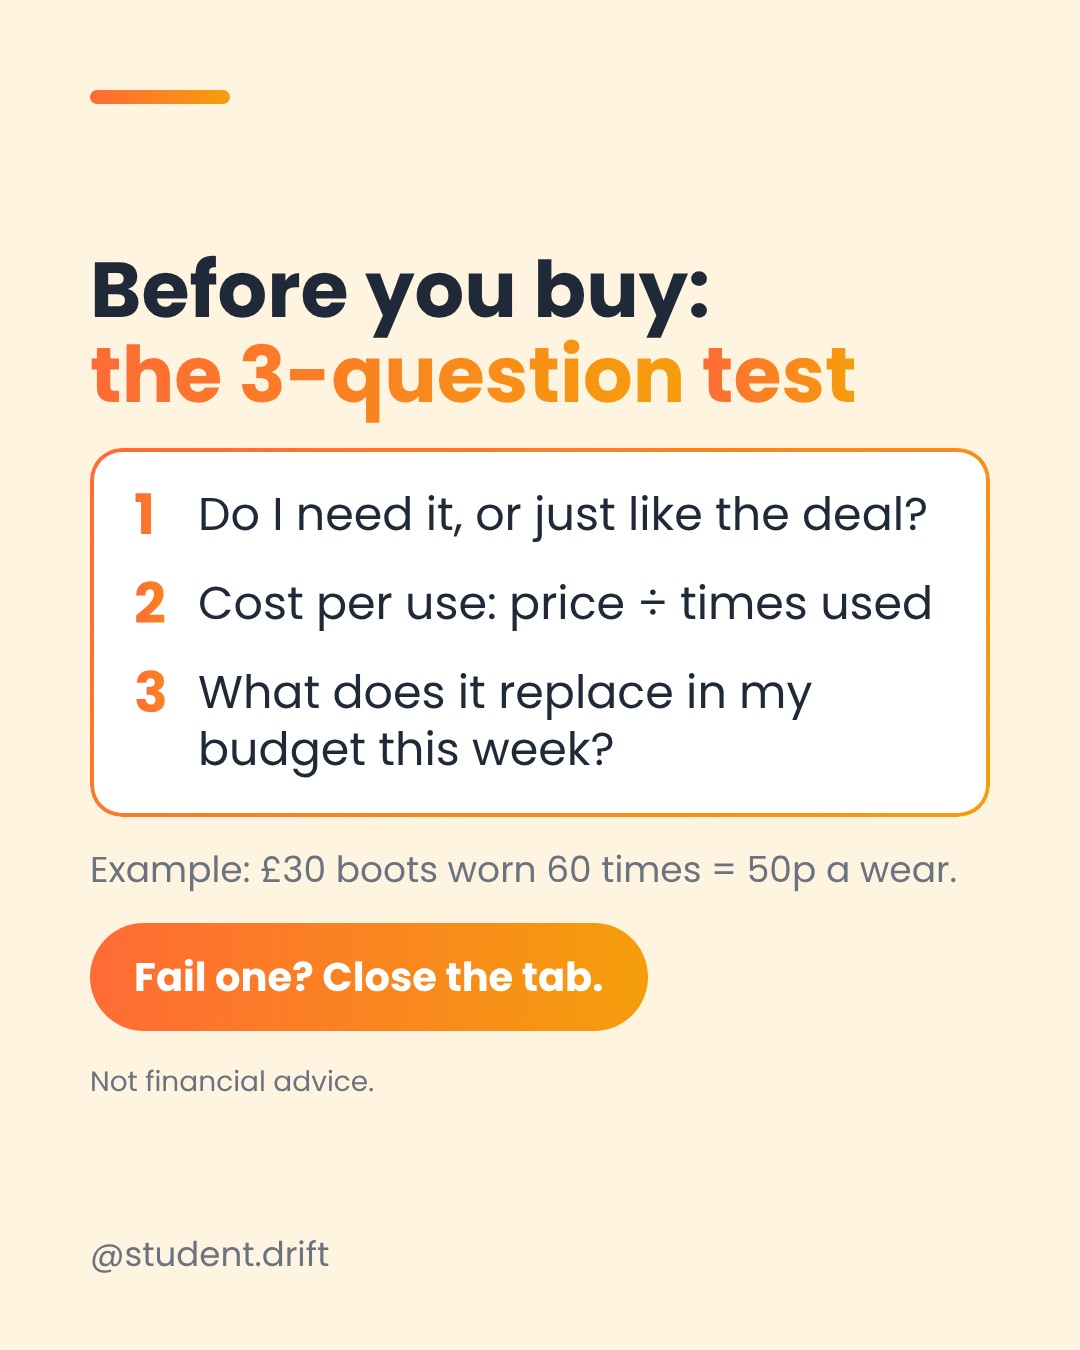 Before you buy:
the 3-question test
1 Do I need it, or just like the deal?
2 Cost per use: price ÷ times used
3 What does it replace in my
budget this week?
Example: £30 boots worn 60 times = 50p a wear.
Fail one? Close the tab.
Not financial advice.
@student.drift